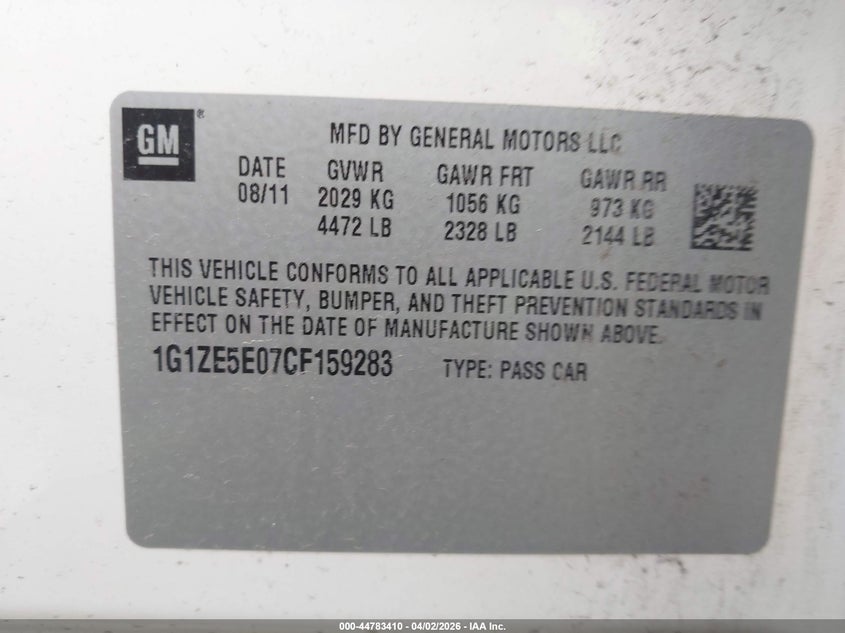 GM ®
MFD BY GENERAL MOTORS LLC
DATE GVWR GAWR FRT GAWR RR
08/11 2029 KG 1056 KG 973 KG
4472 LB 2328 LB 2144 LB
THIS VEHICLE CONFORMS TO ALL APPLICABLE U.S. FEDERAL MOTOR
VEHICLE SAFETY, BUMPER, AND THEFT PREVENTION STANDARDS IN
EFFECT ON THE DATE OF MANUFACTURE SHOWN ABOVE.
1G1ZE5E07CF159283 TYPE: PASS CAR
000-44783410 - 04/02/2026 - IAA Inc.